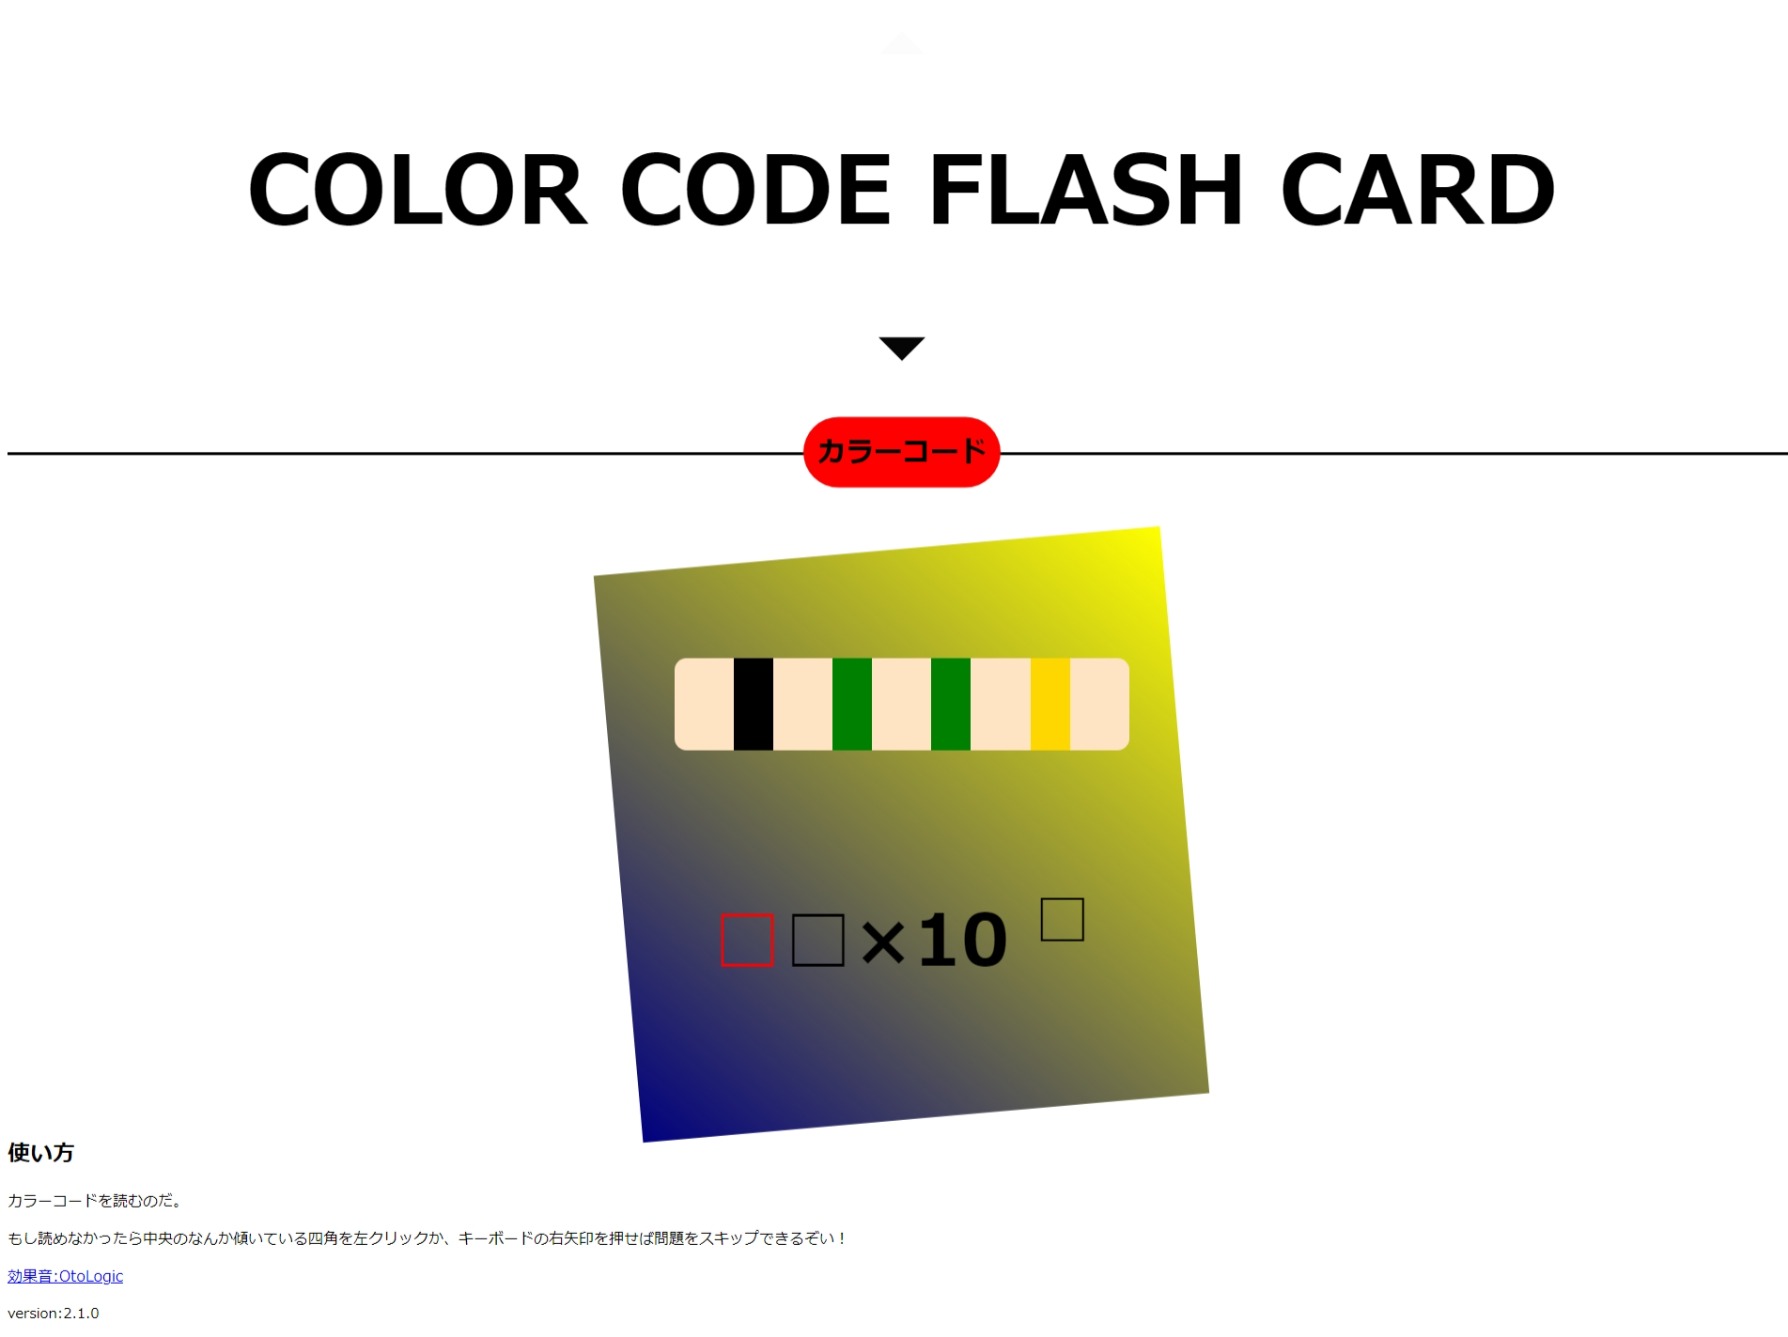 COLOR CODE FLASH CARD
カラーコード
□□×10 □
使い方
カラーコードを読むのだ。
もし読めなかったら中央のなんか傾いている四角を左クリックか、キーボードの右矢印を押せば問題をスキップできるぞい！
効果音:OtoLogic
version:2.1.0